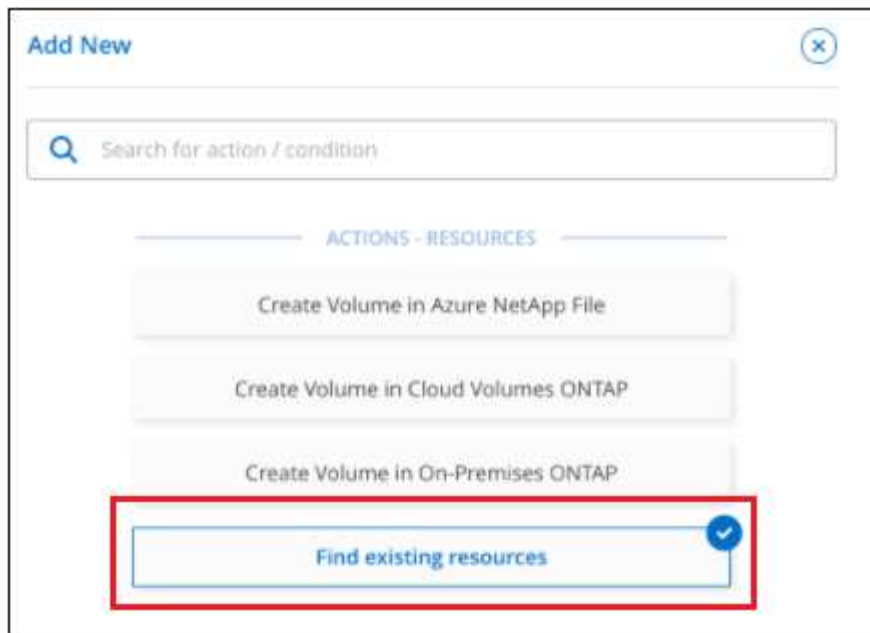 Add New
Search for action / condition
ACTIONS - RESOURCES
Create Volume in Azure NetApp File
Create Volume in Cloud Volumes ONTAP
Create Volume in On-Premises ONTAP
Find existing resources